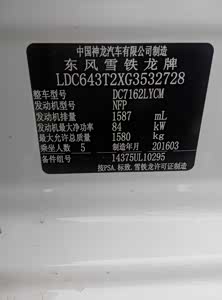 中国神龙汽车有限公司制造
东风雪铁龙牌
LDC643T2XG3532728
整车型号 DC7162LYCM
发动机型号 NFP
发动机排量 1587 mL
发动机最大净功率 84 kW
最大允许总质量 1580 kg
乘坐人数 5 制造年月 201603
备件组号 14375UL10295
按PSA.标致.雪铁龙许可证制造